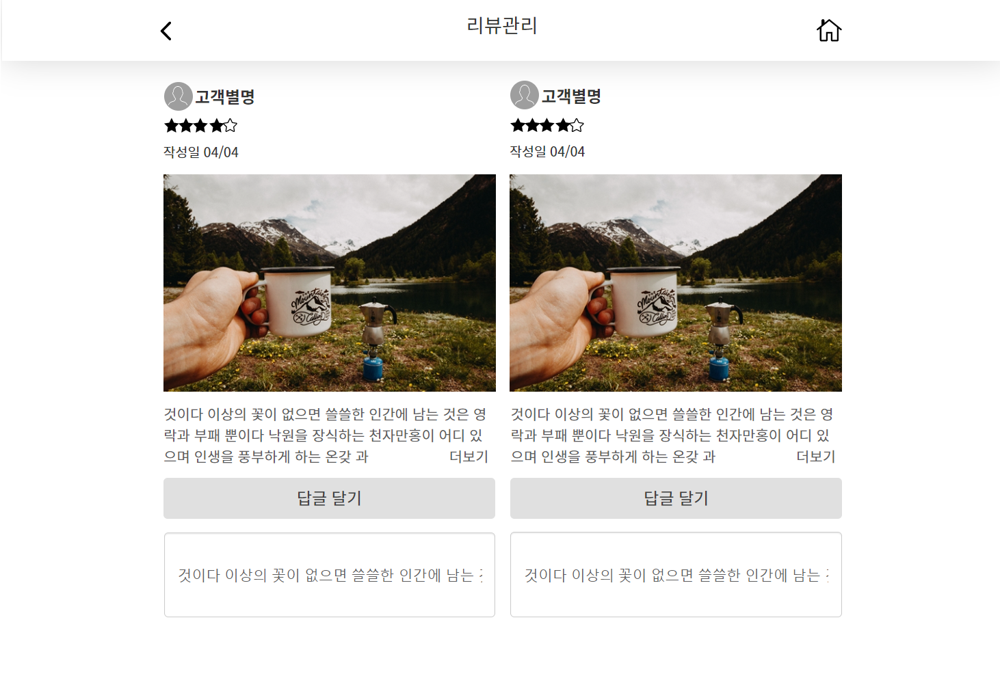 리뷰관리
고객별명
작성일 04/04
Mountains
Calling
것이다 이상의 꽃이 없으면 쓸쓸한 인간에 남는 것은 영
락과 부패 뿐이다 낙원을 장식하는 천자만홍이 어디 있
으며 인생을 풍부하게 하는 온갖 과 더보기
답글 달기
것이다 이상의 꽃이 없으면 쓸쓸한 인간에 남는
고객별명
작성일 04/04
Mountains
Calling
것이다 이상의 꽃이 없으면 쓸쓸한 인간에 남는 것은 영
락과 부패 뿐이다 낙원을 장식하는 천자만홍이 어디 있
으며 인생을 풍부하게 하는 온갖 과 더보기
답글 달기
것이다 이상의 꽃이 없으면 쓸쓸한 인간에 남는